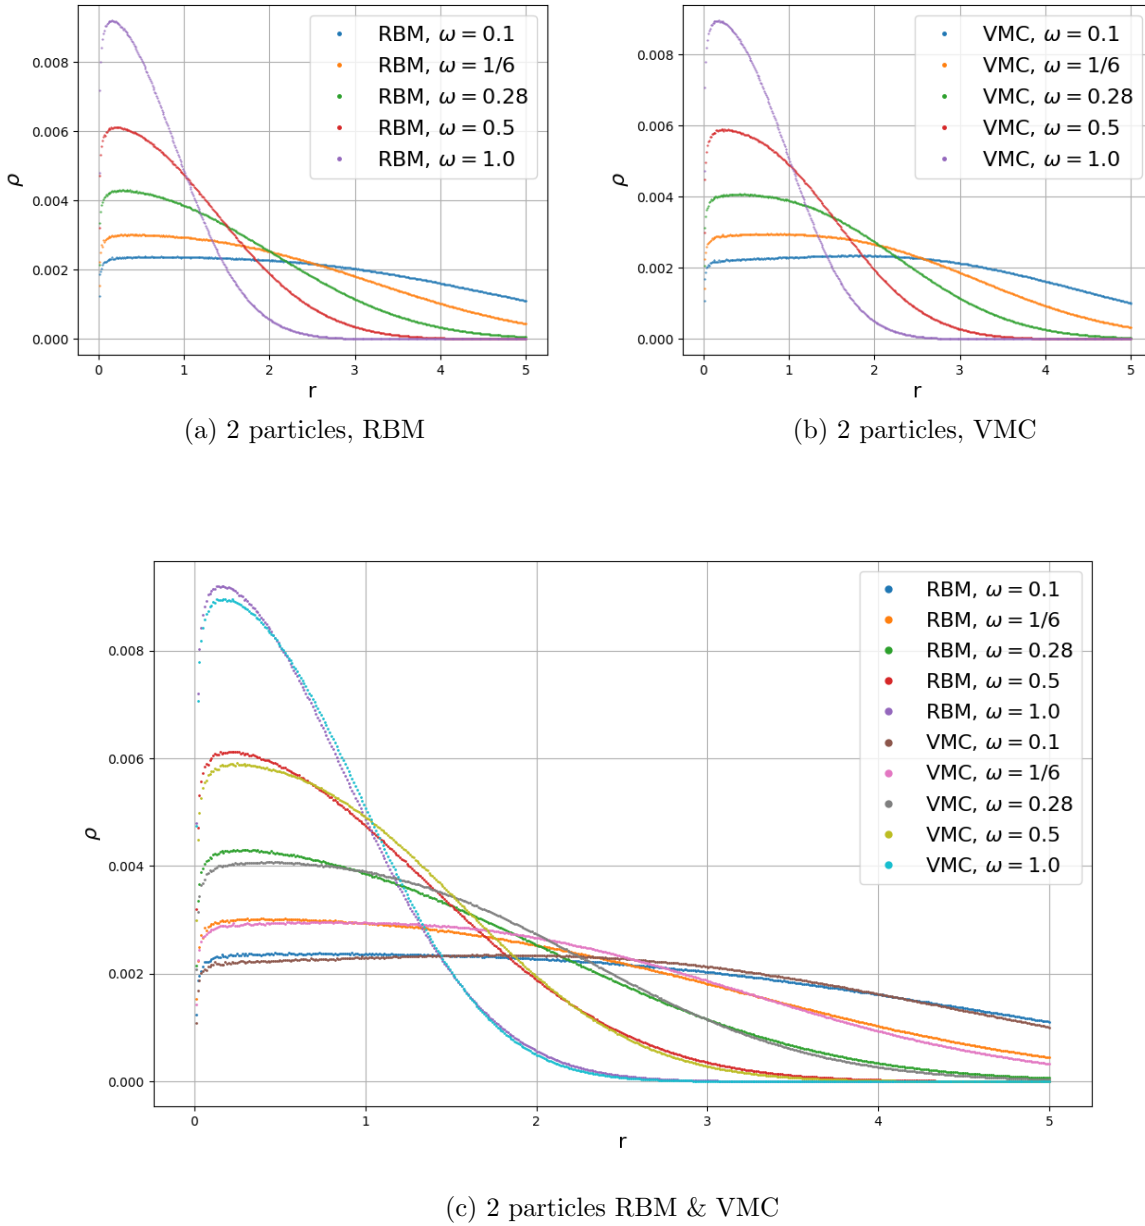 0.008
0.006
0.004
0.002
0.000
ρ
RBM, ω = 0.1
RBM, ω = 1/6
RBM, ω = 0.28
RBM, ω = 0.5
RBM, ω = 1.0
0 1 2 3 4 5
r
(a) 2 particles, RBM
0.008
0.006
0.004
0.002
0.000
ρ
VMC, ω = 0.1
VMC, ω = 1/6
VMC, ω = 0.28
VMC, ω = 0.5
VMC, ω = 1.0
0 1 2 3 4 5
r
(b) 2 particles, VMC
0.008
0.006
0.004
0.002
0.000
ρ
RBM, ω = 0.1
RBM, ω = 1/6
RBM, ω = 0.28
RBM, ω = 0.5
RBM, ω = 1.0
VMC, ω = 0.1
VMC, ω = 1/6
VMC, ω = 0.28
VMC, ω = 0.5
VMC, ω = 1.0
0 1 2 3 4 5
r
(c) 2 particles RBM & VMC